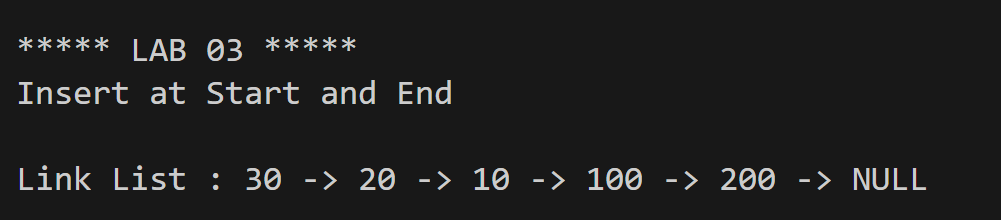 ***** LAB 03 *****
Insert at Start and End
Link List : 30 -> 20 -> 10 -> 100 -> 200 -> NULL